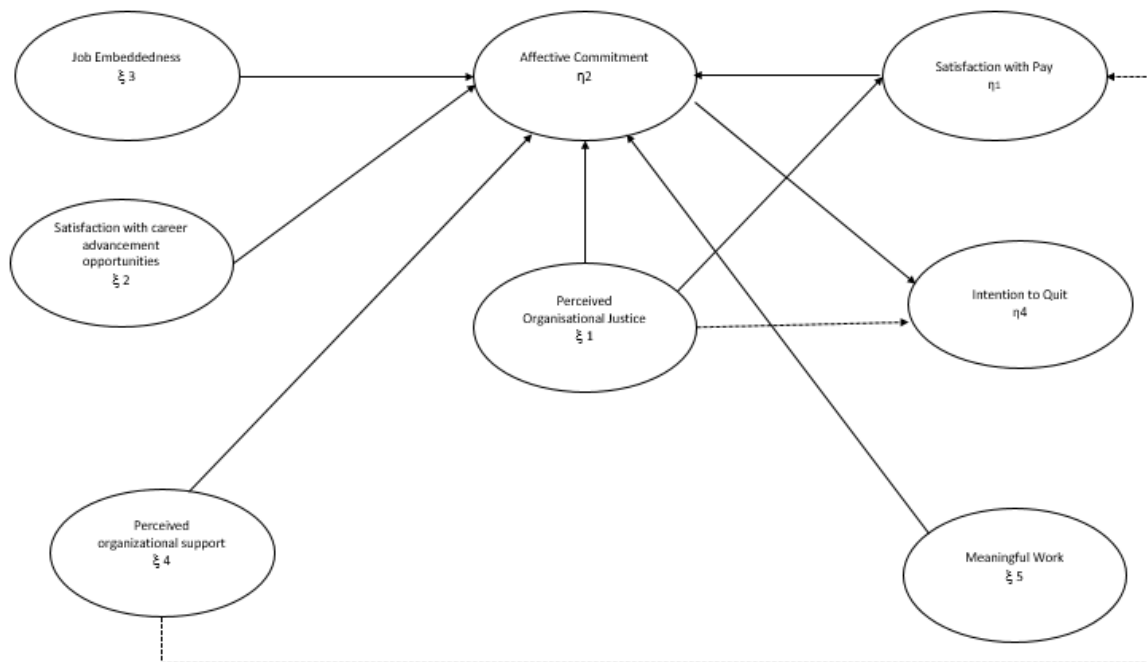 Job Embeddedness
ξ 3
Affective Commitment
η2
Satisfaction with Pay
η1
Satisfaction with career
advancement
opportunities
ξ 2
Perceived
Organisational Justice
ξ 1
Intention to Quit
η4
Perceived
organizational support
ξ 4
Meaningful Work
ξ 5